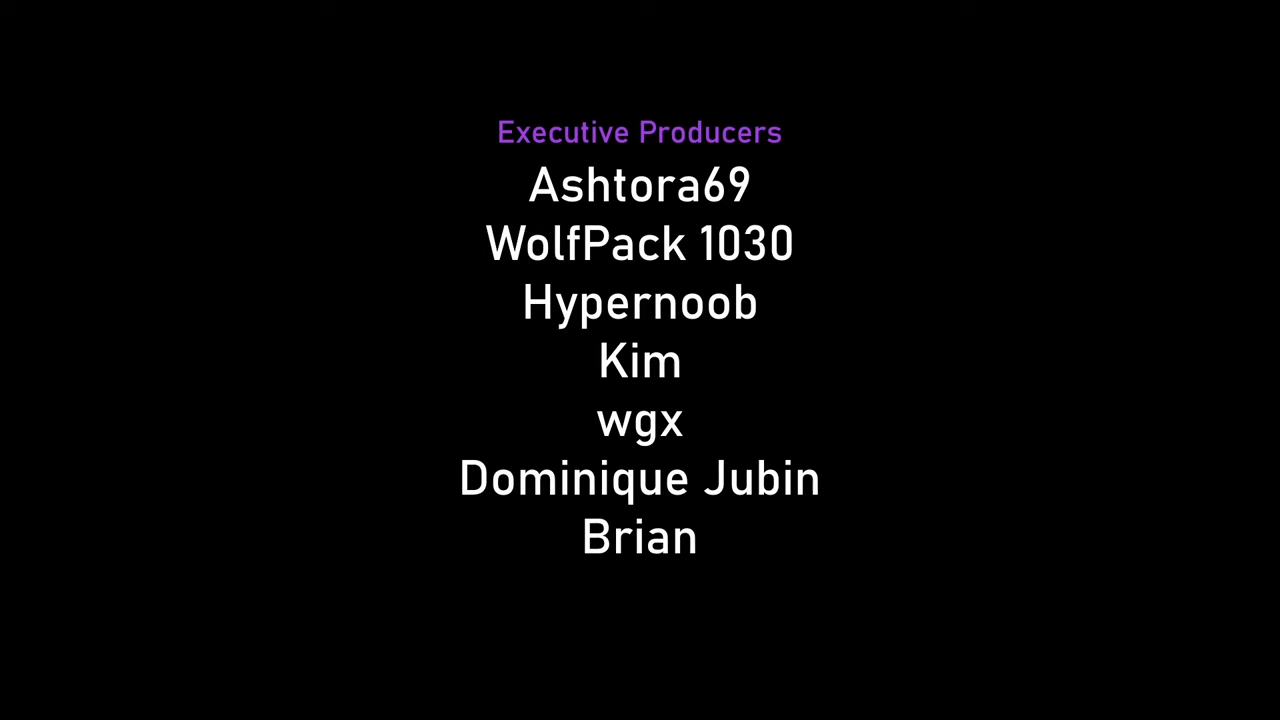 Executive Producers
Ashtora69
WolfPack 1030
Hypernoob
Kim
wgx
Dominique Jubin
Brian